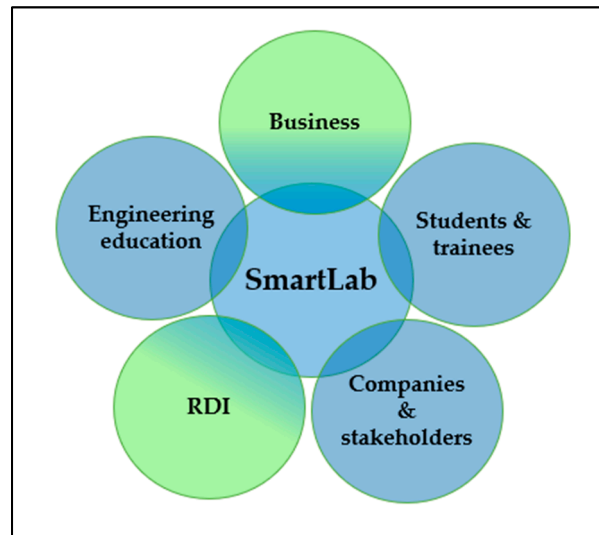 Business
Engineering
education
Students &
trainees
SmartLab
RDI
Companies
&
stakeholders